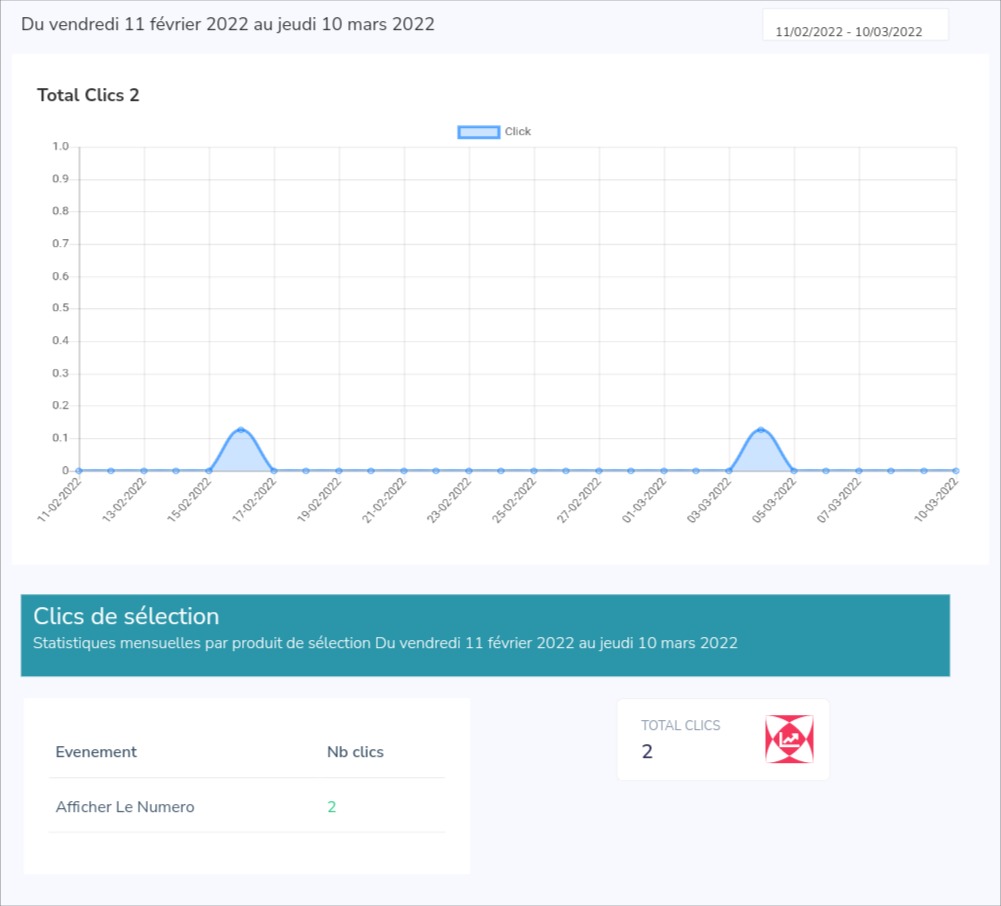 Du vendredi 11 février 2022 au jeudi 10 mars 2022
11/02/2022 - 10/03/2022
Total Clics 2
Click
1.0
0.9
0.8
0.7
0.6
0.5
0.4
0.3
0.2
0.1
0
11-02-2022
13-02-2022
15-02-2022
17-02-2022
19-02-2022
21-02-2022
23-02-2022
25-02-2022
27-02-2022
01-03-2022
03-03-2022
05-03-2022
07-03-2022
10-03-2022
Clics de sélection
Statistiques mensuelles par produit de sélection Du vendredi 11 février 2022 au jeudi 10 mars 2022
Evenement Nb clics
Afficher Le Numero 2
TOTAL CLICS
2